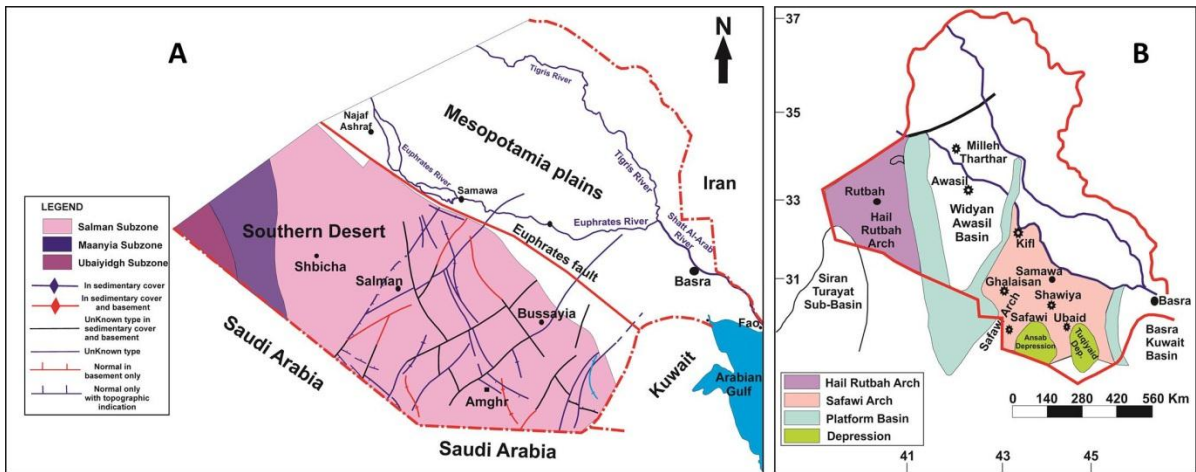 A
N
Najaf
Ashraf
Tigris River
Mesopotamia plains
Tigris River
Iran
Euphrates River
Samawa
Euphrates River
Shatt Al-Arab
River
Southern Desert
Shbicha
Salman
Euphrates fault
Basra
Bussayia
Fao
Saudi Arabia
Amghr
Kuwait
Arabian
Gulf
Saudi Arabia
LEGEND
Salman Subzone
Maanyia Subzone
Ubaiyidgh Subzone
In sedimentary cover
In sedimentary cover
and basement
UnKnown type in
sedimentary cover
and basement
UnKnown type
Normal in
basement only
Normal only
with topographic
indication
B
37
35
33
31
Milleh
Tharthar
Awasil
Rutbah
Widyan
Awasil
Basin
Hail
Rutbah
Arch
Kifl
Siran
Turayat
Sub-Basin
Samawa
Ghalaisan
Shawiya
Safawi Arch
Safawi
Ubaid
Basra
Ansab
Depression
Tuqiyaid
Dep.
Basra
Kuwait
Basin
Hail Rutbah Arch
Safawi Arch
Platform Basin
Depression
0 140 280 420 560 Km
41 43 45